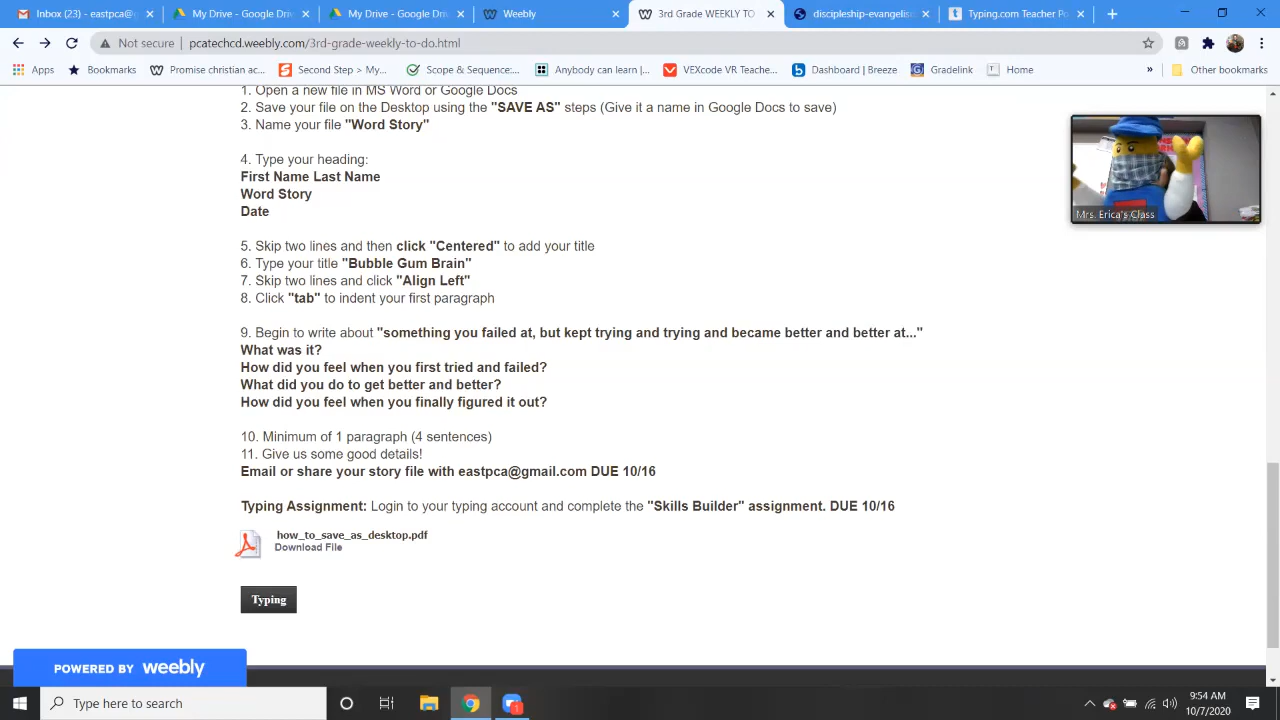 Inbox (23) - eastpca@
My Drive - Google Driv
My Drive - Google Driv
Weebly
3rd Grade WEEKLY TO
discipleship-evangelis
Typing.com Teacher Po
Not secure
pcatechcd.weebly.com/3rd-grade-weekly-to-do.html
Apps
Bookmarks
Promise christian ac...
Second Step > My...
Scope & Sequence:...
Anybody can learn |...
VEXcode VR Teache...
Dashboard | Breeze
Gradelink
Home
»
Other bookmarks
1. Open a new file in MS Word or Google Docs
2. Save your file on the Desktop using the "SAVE AS" steps (Give it a name in Google Docs to save)
3. Name your file "Word Story"
4. Type your heading:
First Name Last Name
Word Story
Date
5. Skip two lines and then click "Centered" to add your title
6. Type your title "Bubble Gum Brain"
7. Skip two lines and click "Align Left"
8. Click "tab" to indent your first paragraph
9. Begin to write about "something you failed at, but kept trying and trying and became better and better at..."
What was it?
How did you feel when you first tried and failed?
What did you do to get better and better?
How did you feel when you finally figured it out?
10. Minimum of 1 paragraph (4 sentences)
11. Give us some good details!
Email or share your story file with eastpca@gmail.com DUE 10/16
Typing Assignment: Login to your typing account and complete the "Skills Builder" assignment. DUE 10/16
how_to_save_as_desktop.pdf
Download File
Typing
POWERED BY weebly
Mrs. Erica's Class
Type here to search
9:54 AM
10/7/2020